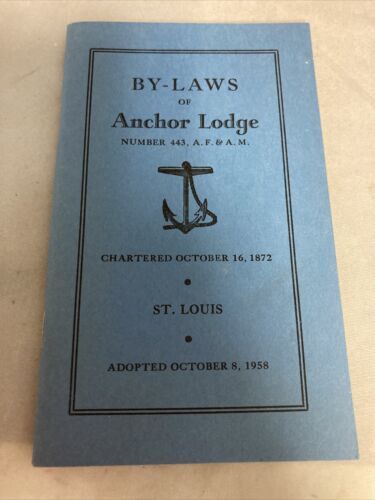 BY-LAWS
OF
Anchor Lodge
NUMBER 443, A. F. & A. M.
CHARTERED OCTOBER 16, 1872
ST. LOUIS
ADOPTED OCTOBER 8, 1958